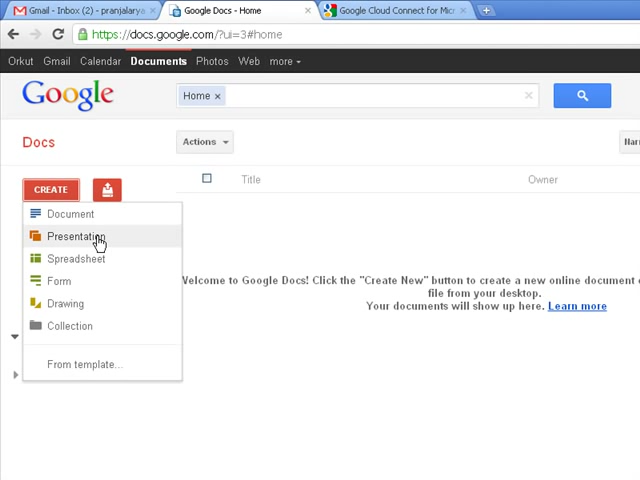 Gmail - Inbox (2) - pranjalarya
Google Docs - Home
Google Cloud Connect for Micr
https://docs.google.com/?ui=3#home
Orkut Gmail Calendar Documents Photos Web more
Google
Home ×
Docs
Actions
Nar
CREATE
Title
Owner
Document
Presentation
Spreadsheet
Form
Drawing
Collection
From template...
Welcome to Google Docs! Click the "Create New" button to create a new online document
file from your desktop.
Your documents will show up here. Learn more